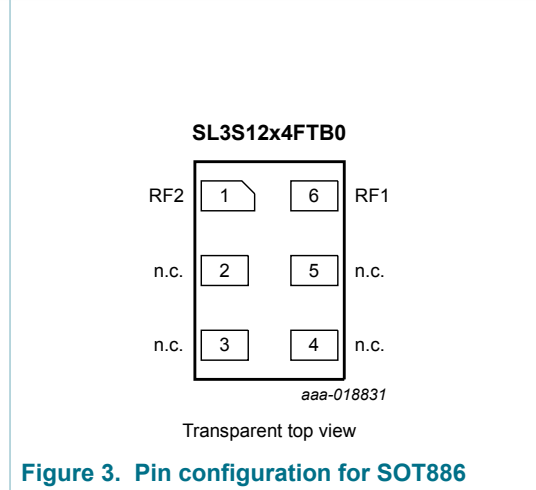 SL3S12x4FTB0
RF2 1 6 RF1
n.c. 2 5 n.c.
n.c. 3 4 n.c.
aaa-018831
Transparent top view
Figure 3. Pin configuration for SOT886